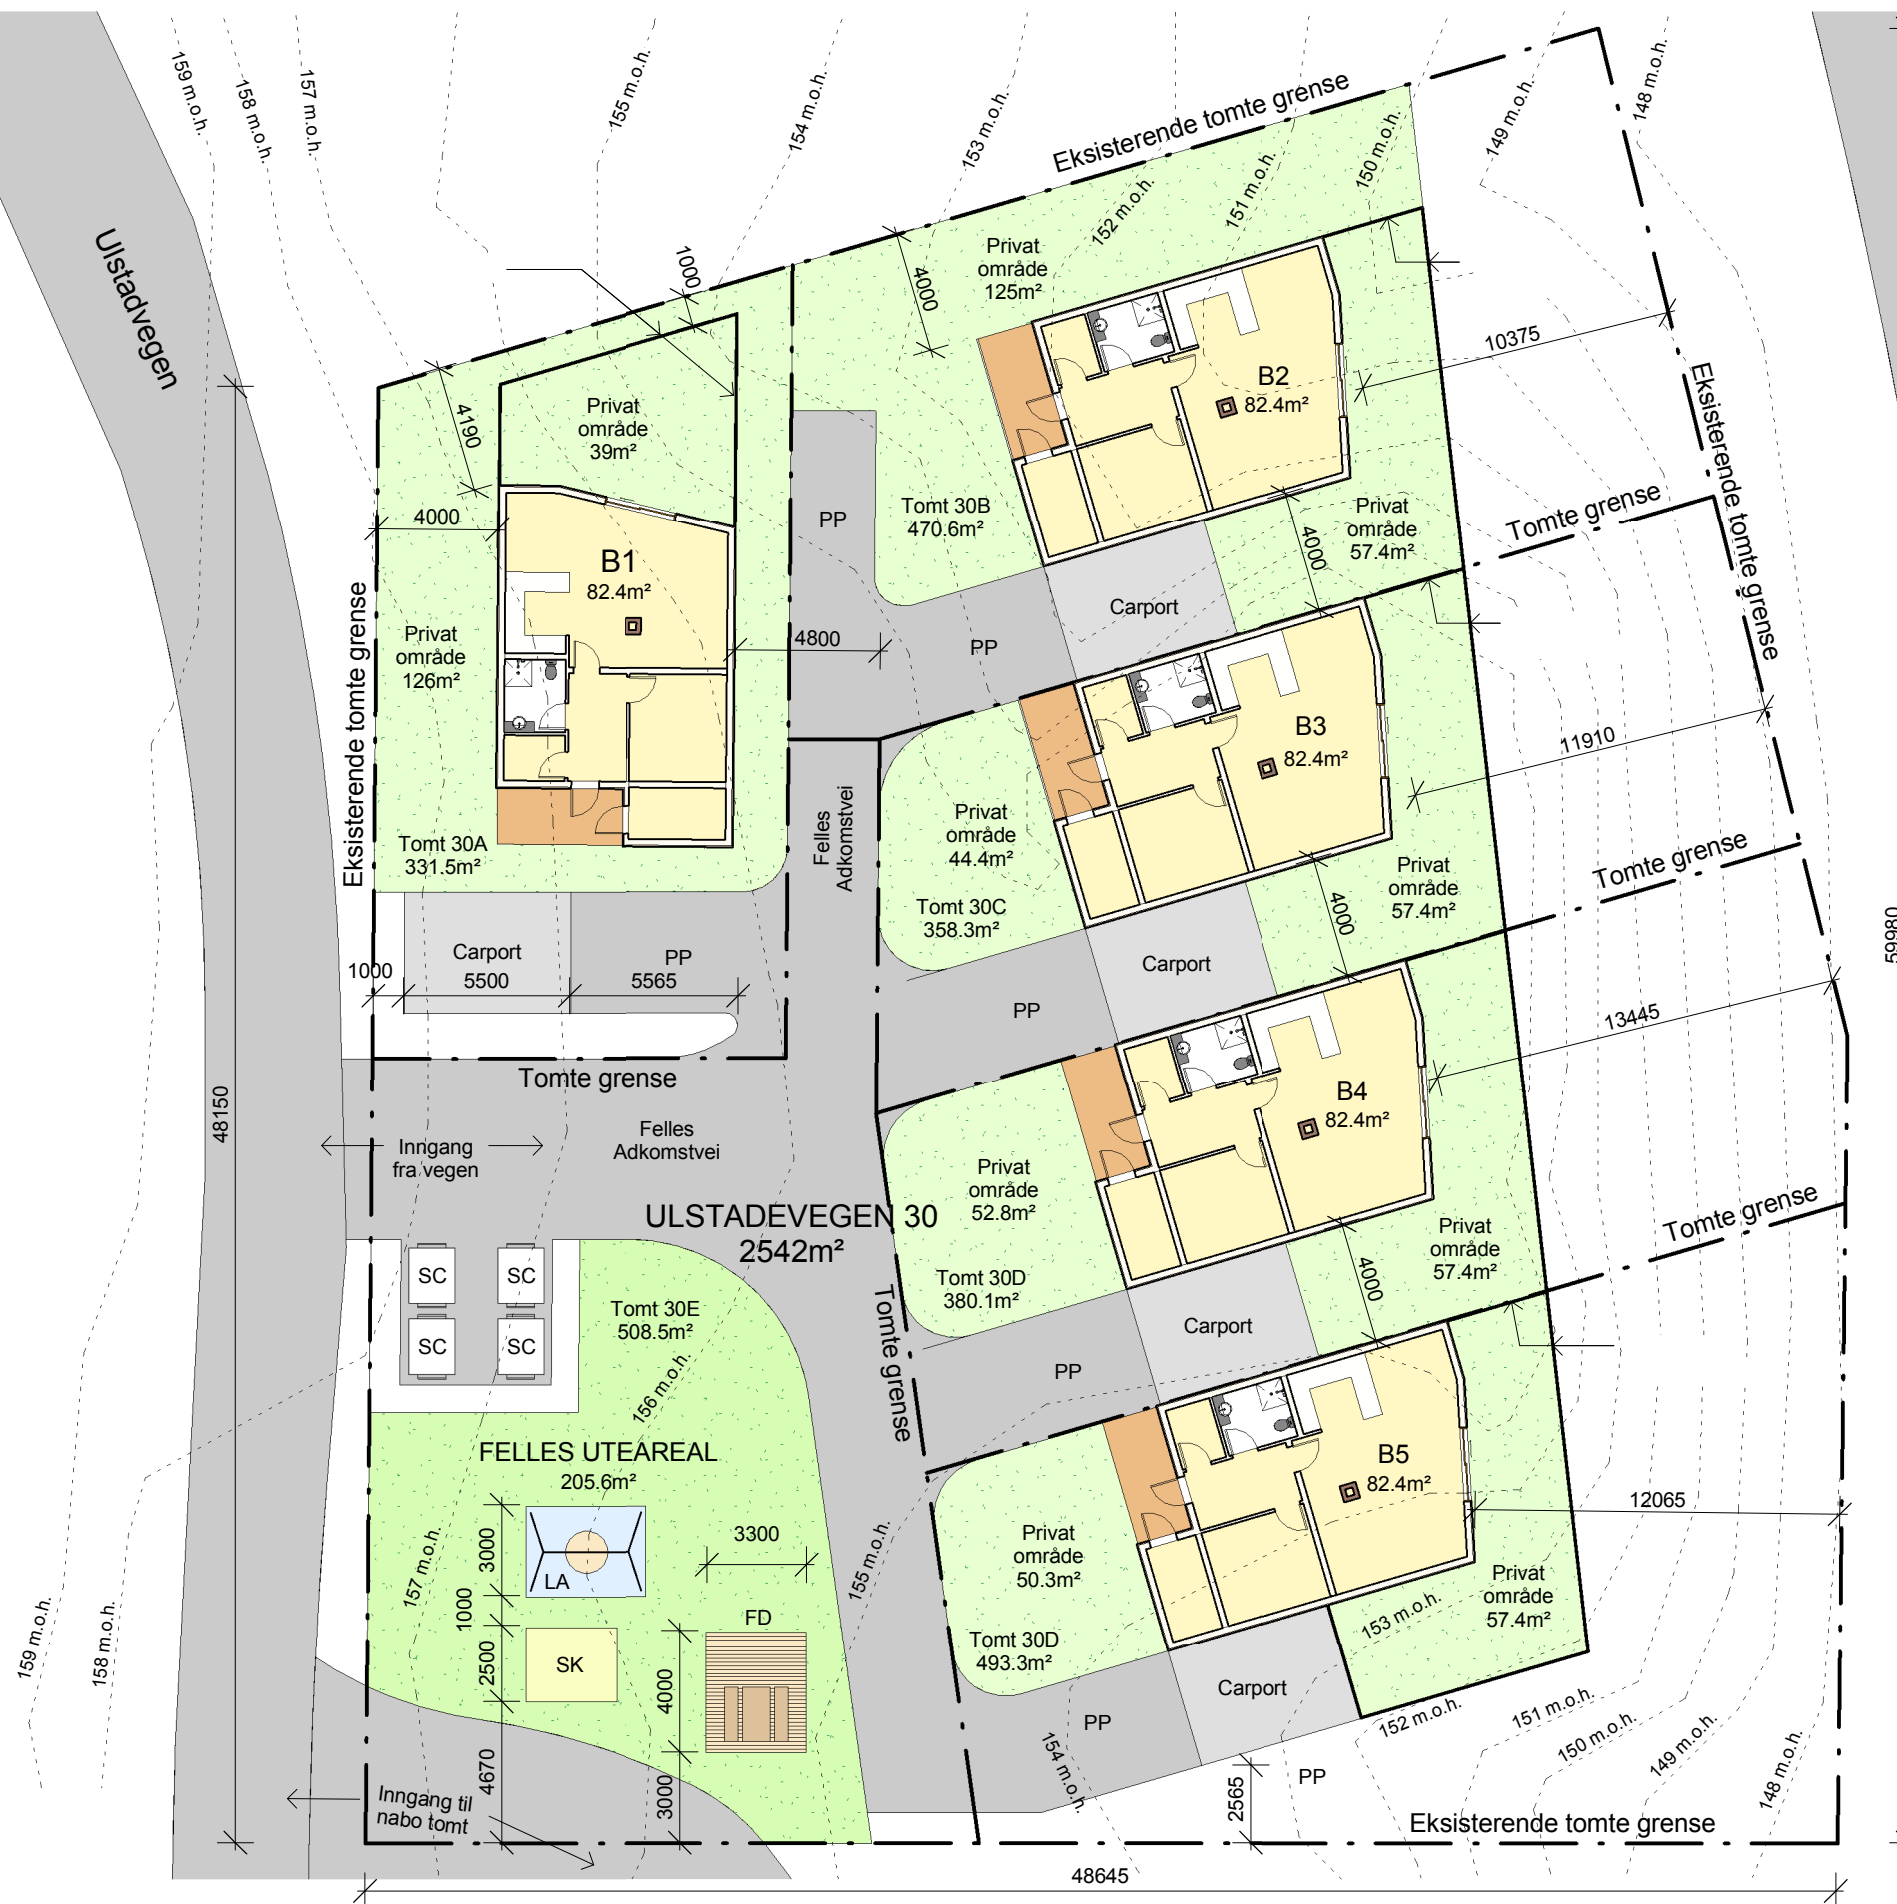 159 m.o.h.
158 m.o.h.
157 m.o.h.
155 m.o.h.
154 m.o.h.
153 m.o.h.
152 m.o.h.
151 m.o.h.
150 m.o.h.
149 m.o.h.
148 m.o.h.
Eksisterende tomte grense
Ulstadvegen
1000
4000
4190
Privat
område
125m²
10375
B2
82.4m²
Eksisterende tomte grense
Privat
område
39m²
4000
B1
82.4m²
PP
Tomt 30B
470.6m²
4000
Privat
område
57.4m²
Tomte grense
Eksisterende tomte grense
Privat
område
126m²
4800
PP
Carport
Tomt 30A
331.5m²
B3
82.4m²
11910
Felles
Adkomstvei
Privat
område
44.4m²
Tomt 30C
358.3m²
4000
Privat
område
57.4m²
Tomte grense
59980
Carport
PP
1000
5500
5565
PP
Carport
13445
Tomte grense
48150
Inngang
fra vegen
Felles
Adkomstvei
B4
82.4m²
Privat
område
52.8m²
ULSTADEVEGEN 30
2542m²
Tomt 30D
380.1m²
4000
Privat
område
57.4m²
Tomte grense
SC
SC
SC
SC
Tomt 30E
508.5m²
Tomte grense
Carport
PP
156 m.o.h.
FELLES UTEAREAL
205.6m²
B5
82.4m²
12065
3000
LA
3300
157 m.o.h.
155 m.o.h.
Privat
område
50.3m²
1000
2500
SK
FD
4000
Tomt 30D
493.3m²
153 m.o.h.
Privat
område
57.4m²
159 m.o.h.
158 m.o.h.
Carport
PP
154 m.o.h.
152 m.o.h.
151 m.o.h.
150 m.o.h.
149 m.o.h.
148 m.o.h.
4670
3000
2565
PP
Inngang til
nabo tomt
Eksisterende tomte grense
48645